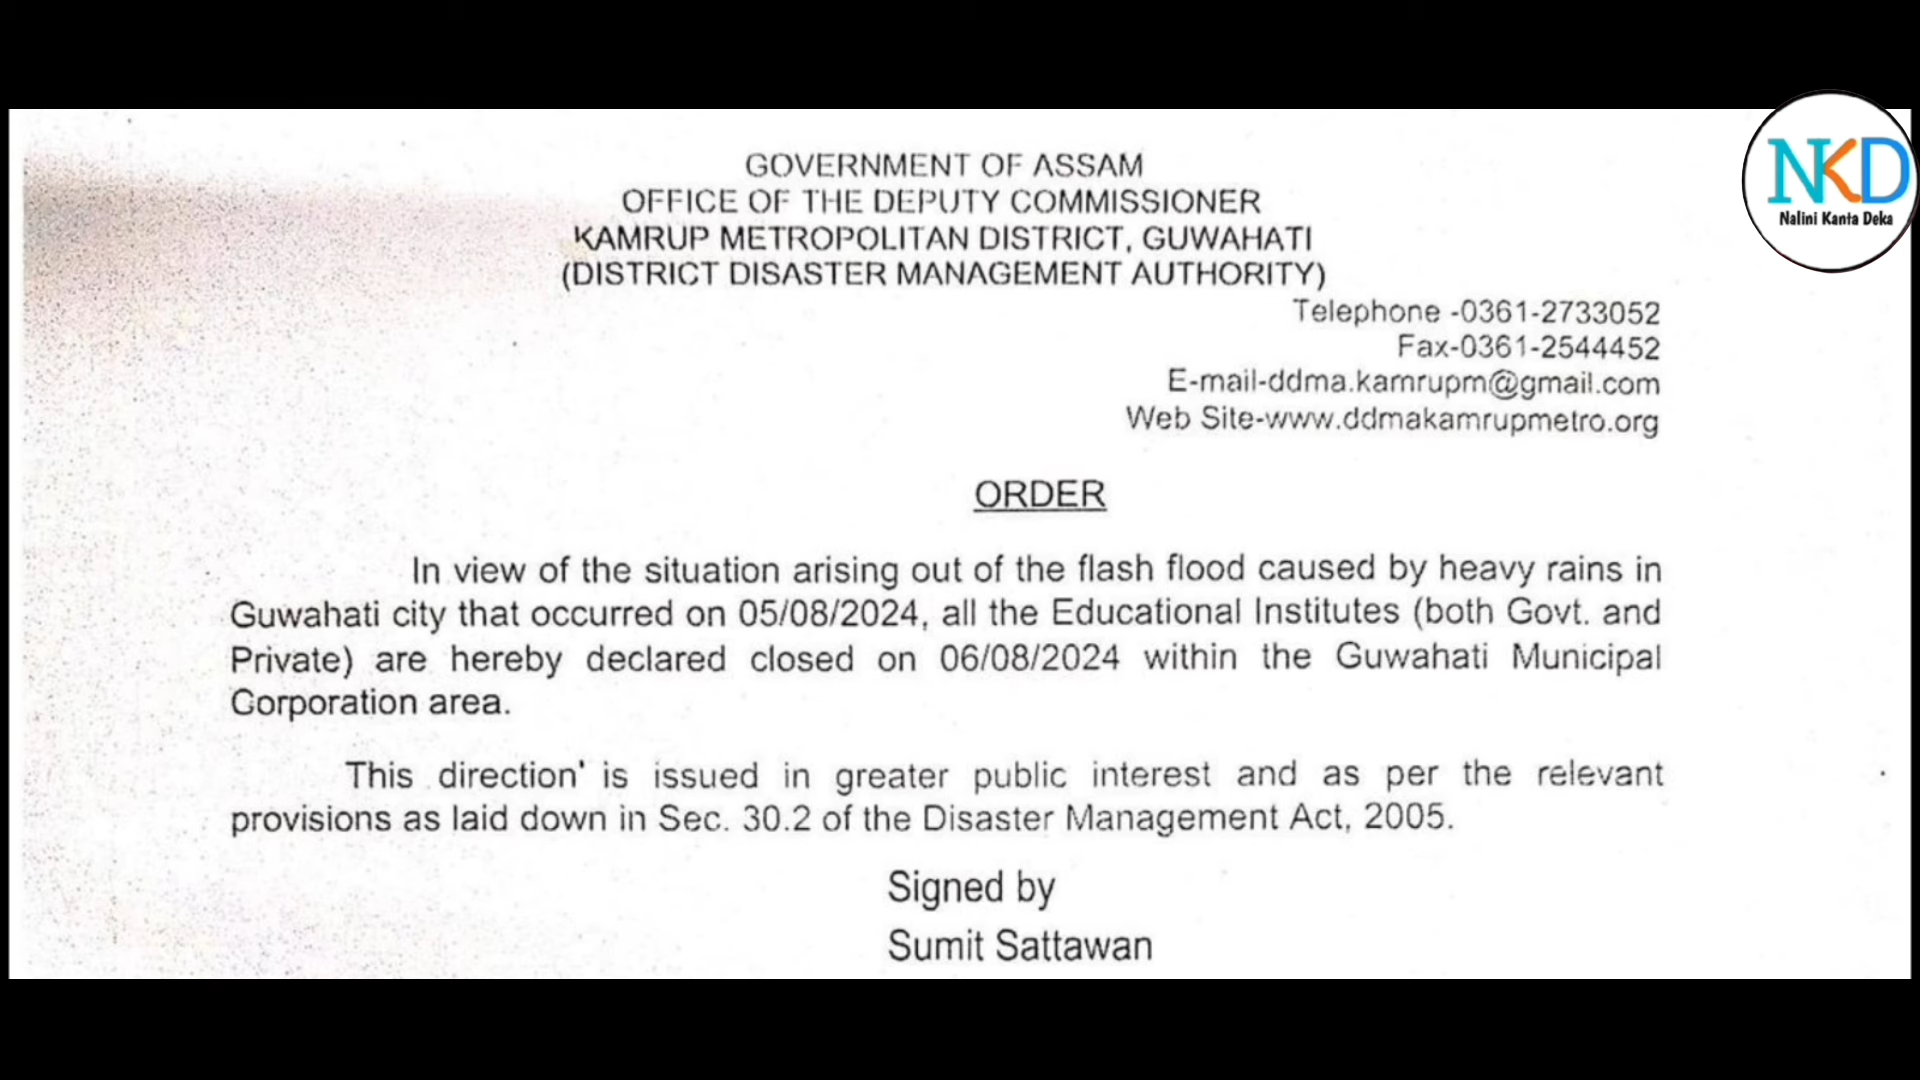 GOVERNMENT OF ASSAM
OFFICE OF THE DEPUTY COMMISSIONER
KAMRUP METROPOLITAN DISTRICT, GUWAHATI
(DISTRICT DISASTER MANAGEMENT AUTHORITY)
NKD
Nalini Kanta Deka
Telephone -0361-2733052
Fax-0361-2544452
E-mail-ddma.kamrupm@gmail.com
Web Site-www.ddmakamrupmetro.org
ORDER
In view of the situation arising out of the flash flood caused by heavy rains in
Guwahati city that occurred on 05/08/2024, all the Educational Institutes (both Govt. and
Private) are hereby declared closed on 06/08/2024 within the Guwahati Municipal
Corporation area.
This direction' is issued in greater public interest and as per the relevant
provisions as laid down in Sec. 30.2 of the Disaster Management Act, 2005.
Signed by
Sumit Sattawan